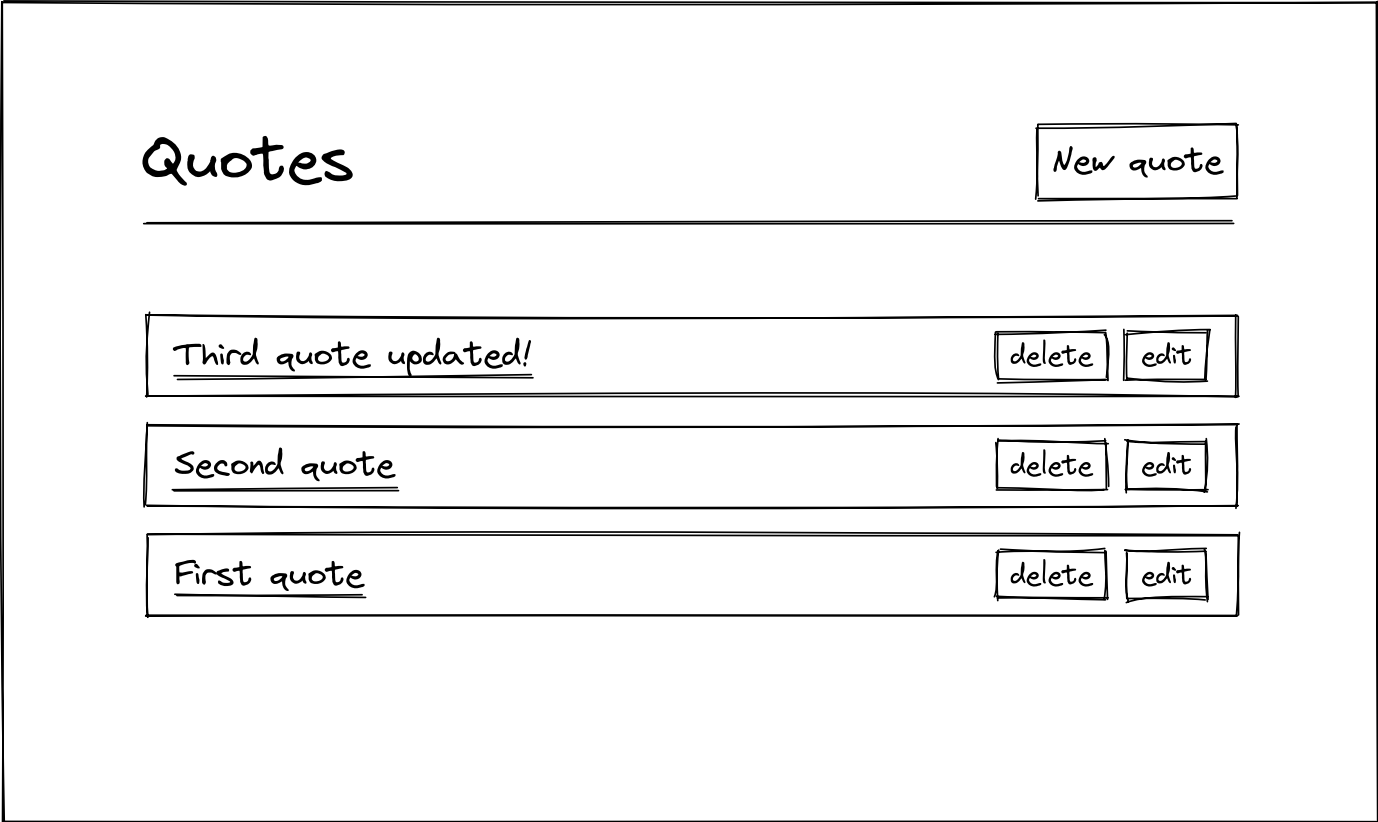 Quotes
New quote
Third quote updated!
delete
edit
Second quote
delete
edit
First quote
delete
edit